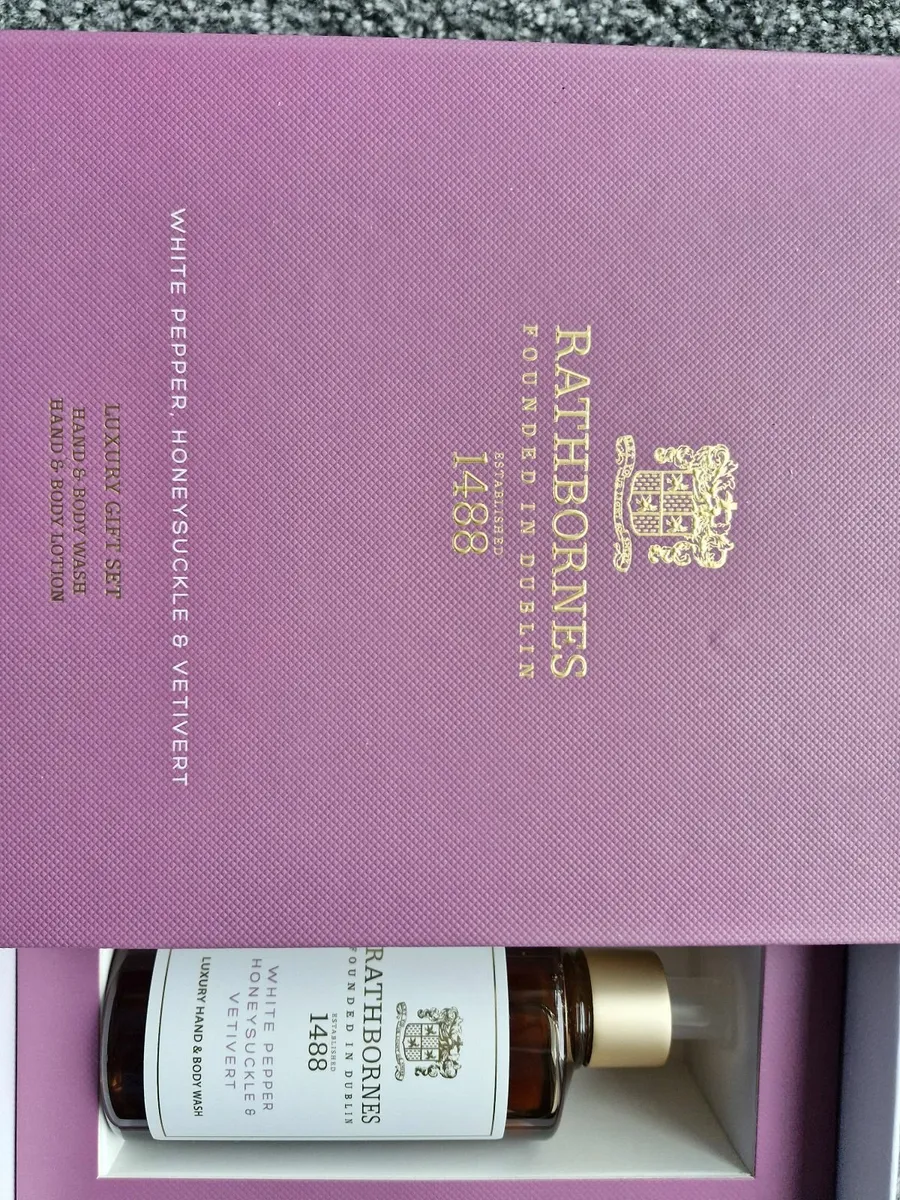 RATHBORNES
FOUNDED IN DUBLIN
ESTABLISHED
1488
WHITE PEPPER, HONEYSUCKLE & VETIVERT
LUXURY GIFT SET
HAND & BODY WASH
HAND & BODY LOTION
RATHBORNES
FOUNDED IN DUBLIN
ESTABLISHED
1488
WHITE PEPPER
HONEYSUCKLE &
VETIVERT
LUXURY HAND & BODY WASH